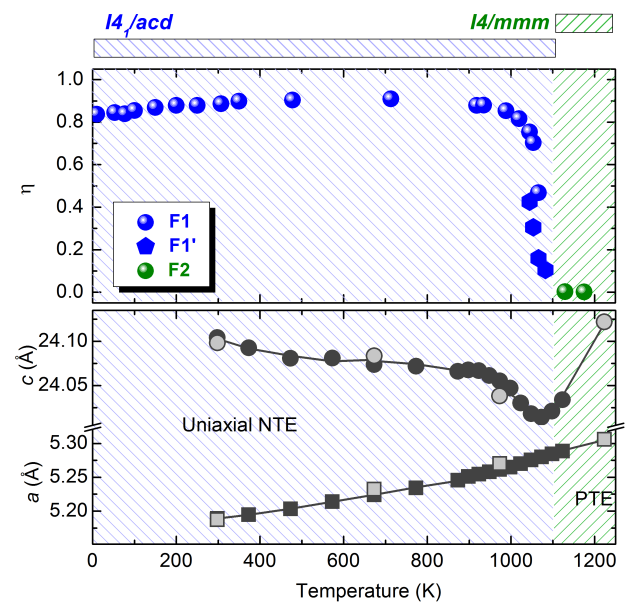 I4₁/acd I4/mmm
1.0
0.8
0.6
0.4
0.2
0.0
η
F1
F1'
F2
24.10
24.05
c (Å)
5.30
5.25
5.20
a (Å)
Uniaxial NTE
PTE
0 200 400 600 800 1000 1200
Temperature (K)